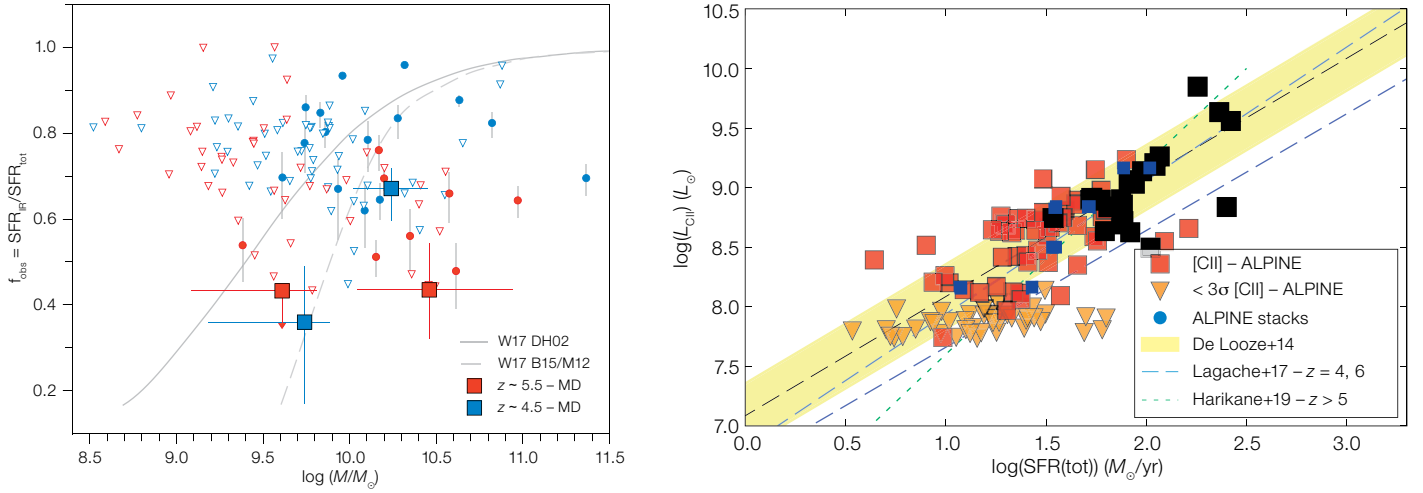 f_obs = SFR_IR/SFR_tot
1.0
0.8
0.6
0.4
0.2
W17 DH02
W17 B15/M12
z ~ 5.5 – MD
z ~ 4.5 – MD
8.5 9.0 9.5 10.0 10.5 11.0 11.5
log (M/M☉)
log(L_CII) (L☉)
10.5
10.0
9.5
9.0
8.5
8.0
7.5
7.0
[CII] – ALPINE
< 3σ [CII] – ALPINE
ALPINE stacks
De Looze+14
Lagache+17 – z = 4, 6
Harikane+19 – z > 5
0.0 0.5 1.0 1.5 2.0 2.5 3.0
log(SFR(tot)) (M☉/yr)